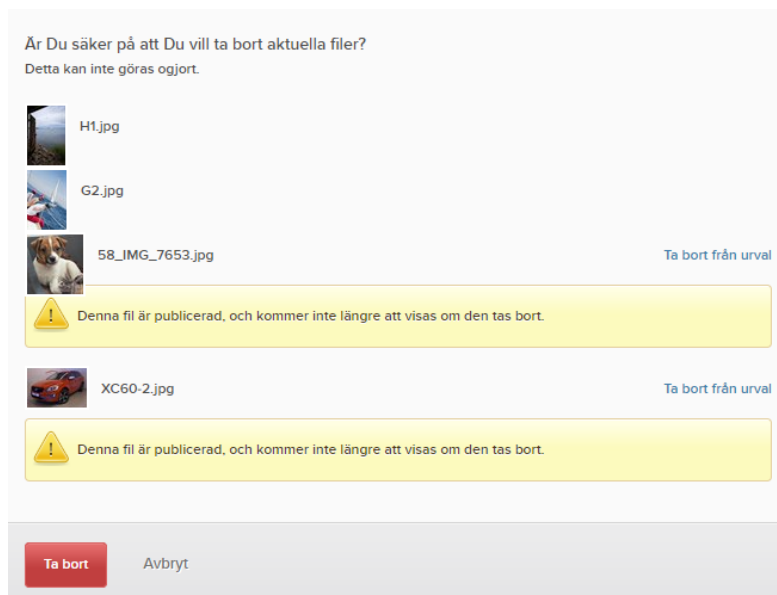 Är Du säker på att Du vill ta bort aktuella filer?
Detta kan inte göras ogjort.
H1.jpg
G2.jpg
58_IMG_7653.jpg Ta bort från urval
Denna fil är publicerad, och kommer inte längre att visas om den tas bort.
XC60-2.jpg Ta bort från urval
Denna fil är publicerad, och kommer inte längre att visas om den tas bort.
Ta bort Avbryt